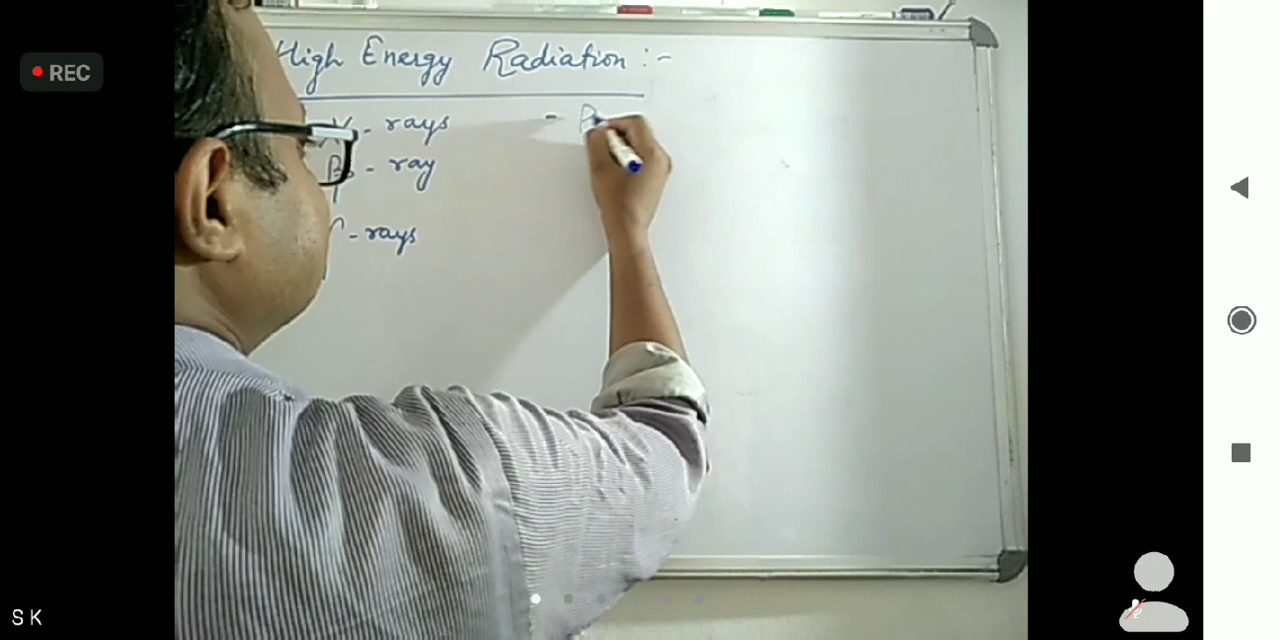 REC
High Energy Radiation :-
X - rays -
β - ray
γ - rays
S K